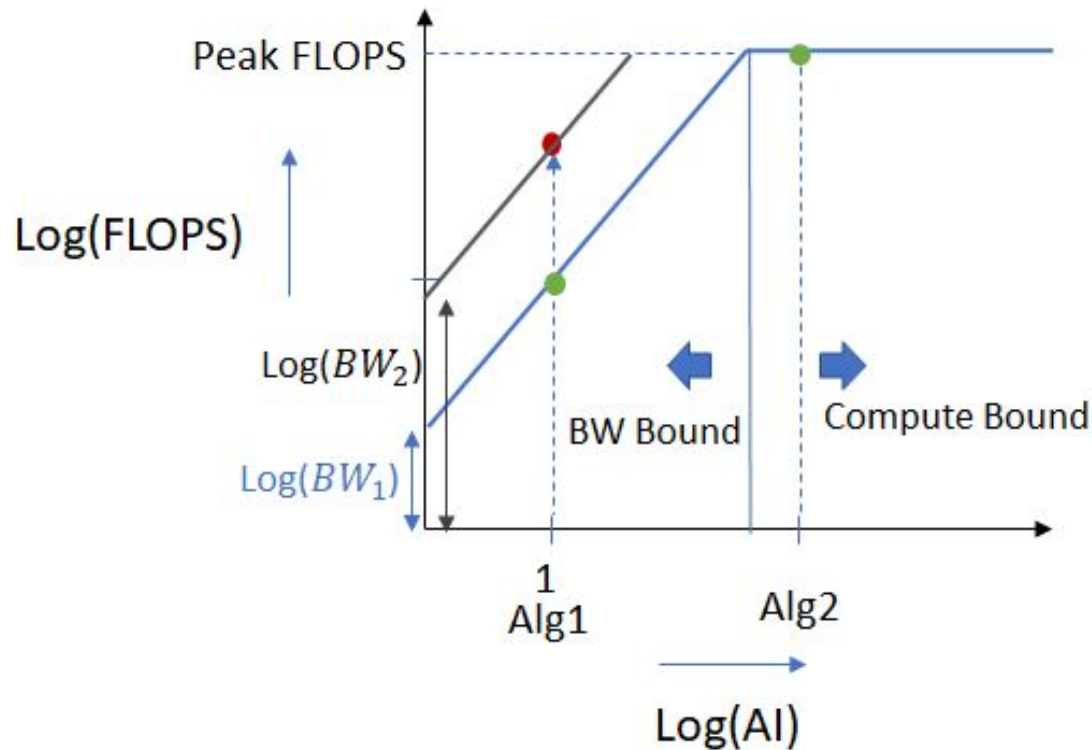 Peak FLOPS
Log(FLOPS)
Log(𝐵𝑊₂)
Log(𝐵𝑊₁)
BW Bound
Compute Bound
1
Alg1
Alg2
Log(AI)